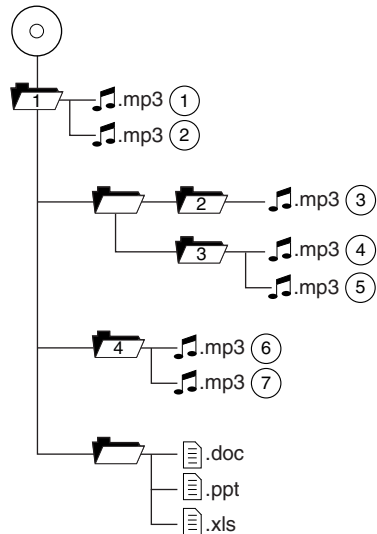 1 .mp3 1
.mp3 2
2 .mp3 3
3 .mp3 4
.mp3 5
4 .mp3 6
.mp3 7
.doc
.ppt
.xls